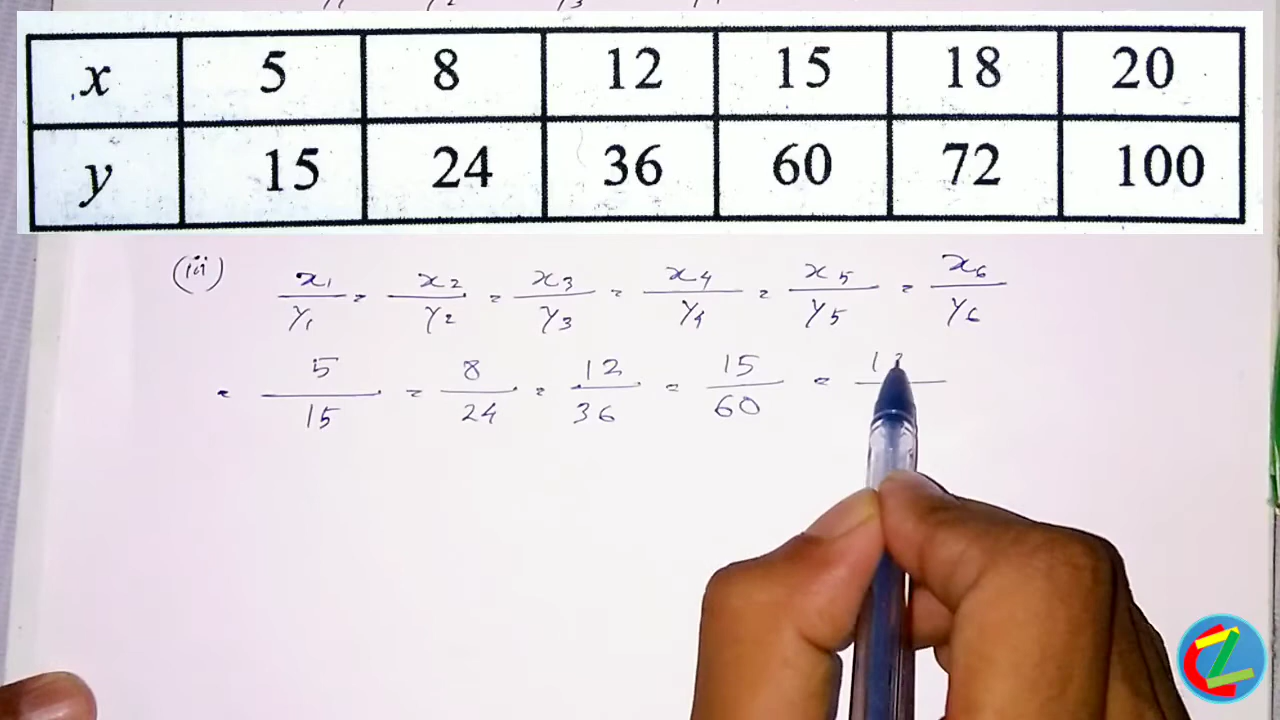 x 5 8 12 15 18 20
y 15 24 36 60 72 100
(iii) x₁/y₁ = x₂/y₂ = x₃/y₃ = x₄/y₄ = x₅/y₅ = x₆/y₆
= 5/15 = 8/24 = 12/36 = 15/60 =